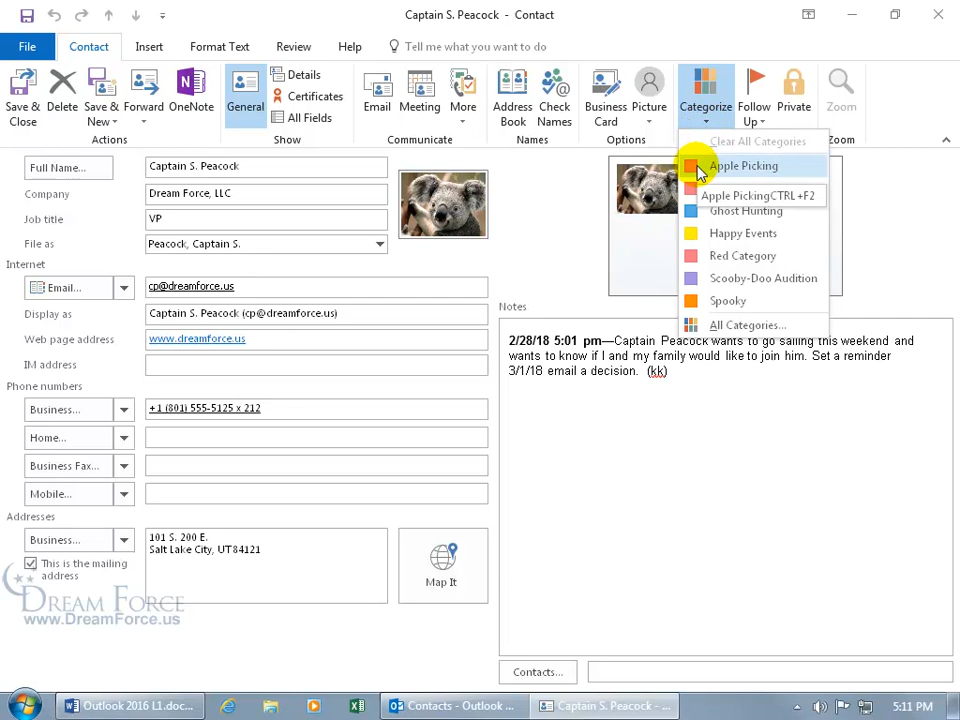 Captain S. Peacock - Contact
File
Contact
Insert
Format Text
Review
Help
Tell me what you want to do
Save & Close
Delete
Save & New
Forward
OneNote
Actions
General
Details
Certificates
All Fields
Show
Email
Meeting
More
Communicate
Address Book
Check Names
Names
Business Card
Picture
Options
Categorize
Follow Up
Private
Zoom
Zoom
Clear All Categories
Apple Picking
Apple PickingCTRL+F2
Ghost Hunting
Happy Events
Red Category
Scooby-Doo Audition
Spooky
All Categories...
Full Name...
Captain S. Peacock
Company
Dream Force, LLC
Job title
VP
File as
Peacock, Captain S.
Internet
Email...
cp@dreamforce.us
Display as
Captain S. Peacock (cp@dreamforce.us)
Web page address
www.dreamforce.us
IM address
Phone numbers
Business...
+1 (801) 555-5125 x 212
Home...
Business Fax...
Mobile...
Addresses
Business...
101 S. 200 E.
Salt Lake City, UT84121
This is the mailing address
Map It
Notes
2/28/18 5:01 pm—Captain Peacock wants to go sailing this weekend and
wants to know if I and my family would like to join him. Set a reminder
3/1/18 email a decision. (kk)
Contacts...
DREAM FORCE
www.DreamForce.us
Outlook 2016 L1.doc...
Contacts - Outlook ...
Captain S. Peacock - ...
5:11 PM